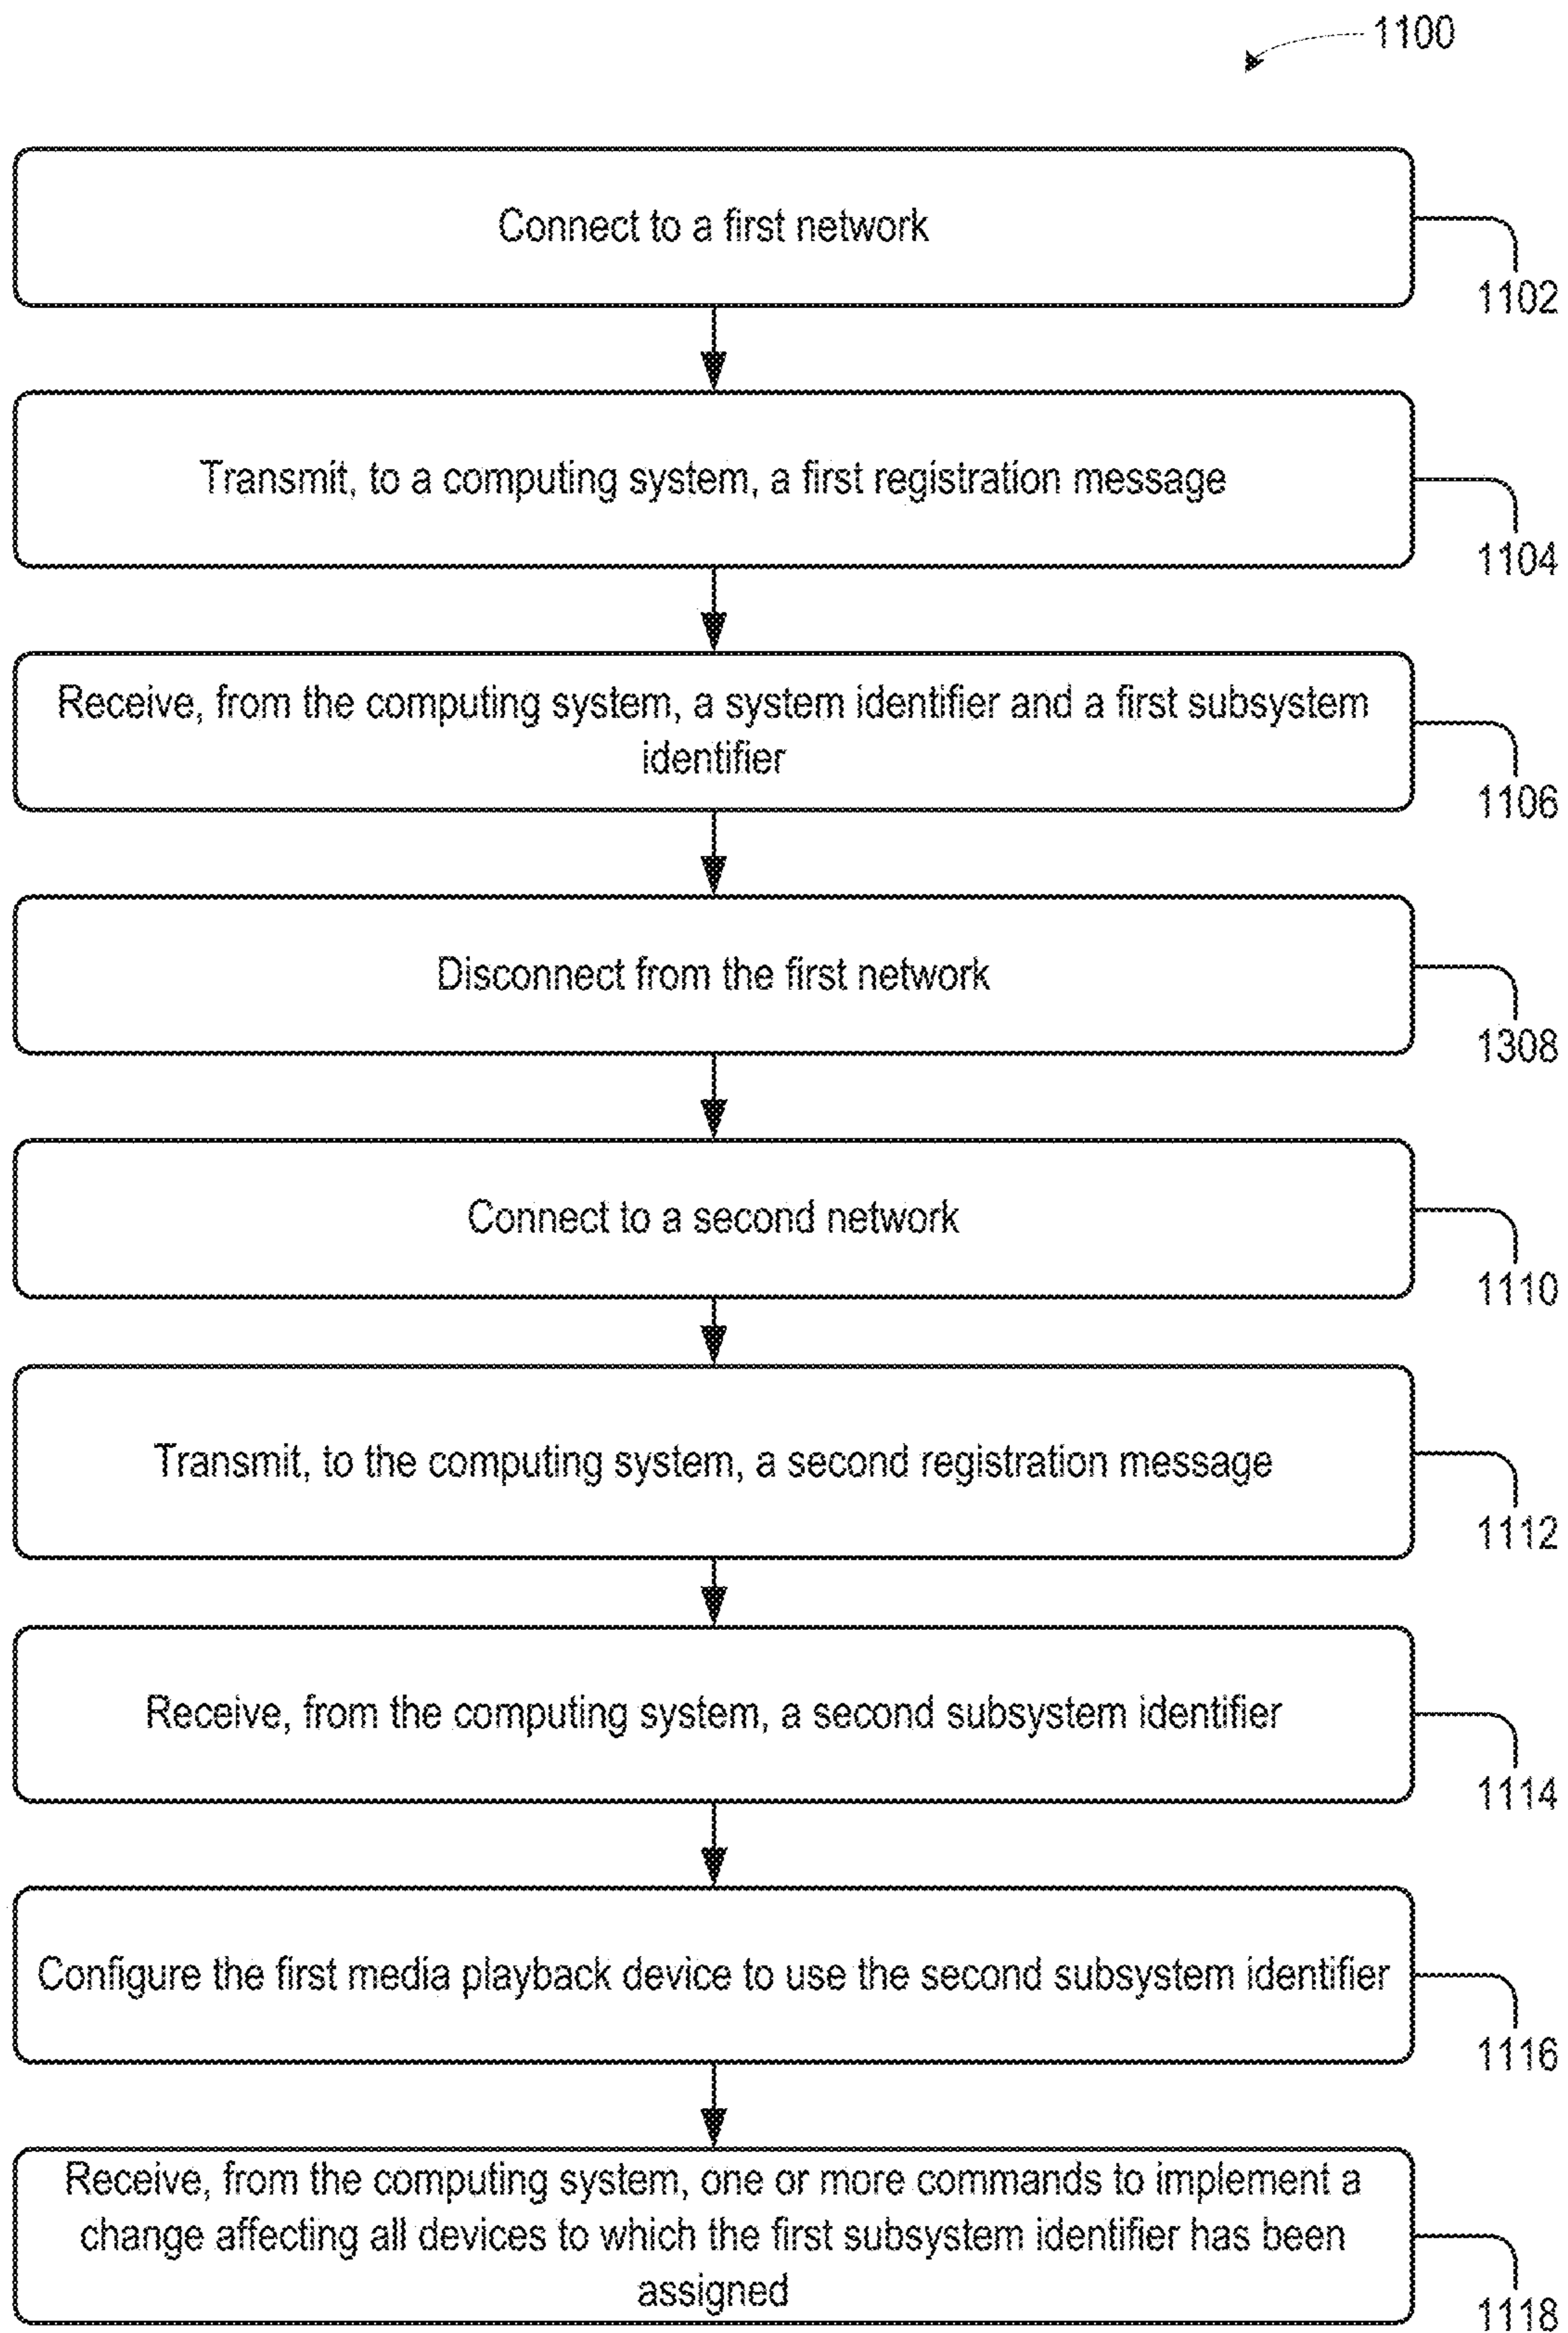 1100
Connect to a first network
1102
Transmit, to a computing system, a first registration message
1104
Receive, from the computing system, a system identifier and a first subsystem
identifier
1106
Disconnect from the first network
1308
Connect to a second network
1110
Transmit, to the computing system, a second registration message
1112
Receive, from the computing system, a second subsystem identifier
1114
Configure the first media playback device to use the second subsystem identifier
1116
Receive, from the computing system, one or more commands to implement a
change affecting all devices to which the first subsystem identifier has been
assigned
1118